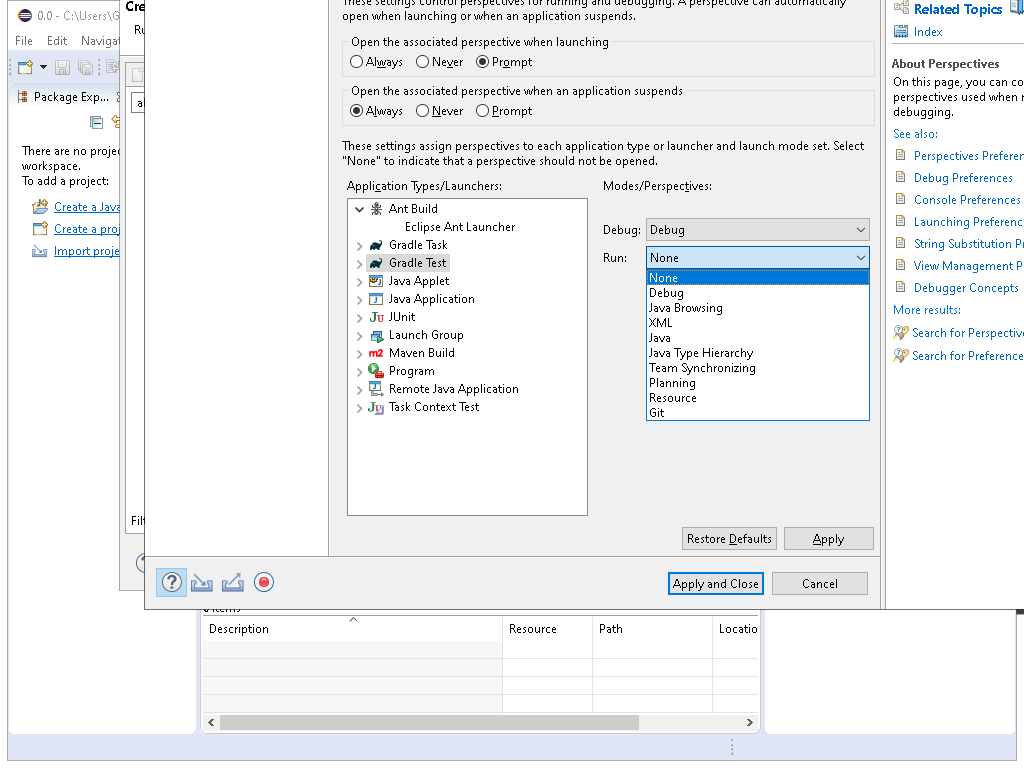 0.0 - C:\Users\G
File Edit Naviga
Package Exp...
There are no proje
workspace.
To add a project:
Create a Java
Create a proj
Import proje
Cre
Ru
a
Filt
These settings control perspectives for running and debugging. A perspective can automatically
open when launching or when an application suspends.
Open the associated perspective when launching
Always Never Prompt
Open the associated perspective when an application suspends
Always Never Prompt
These settings assign perspectives to each application type or launcher and launch mode set. Select
"None" to indicate that a perspective should not be opened.
Application Types/Launchers:
Ant Build
Eclipse Ant Launcher
Gradle Task
Gradle Test
Java Applet
Java Application
JUnit
Launch Group
Maven Build
Program
Remote Java Application
Task Context Test
Modes/Perspectives:
Debug: Debug
Run: None
None
Debug
Java Browsing
XML
Java
Java Type Hierarchy
Team Synchronizing
Planning
Resource
Git
Restore Defaults Apply
Apply and Close Cancel
Related Topics
Index
About Perspectives
On this page, you can co
perspectives used when r
debugging.
See also:
Perspectives Preferen
Debug Preferences
Console Preferences
Launching Preferenc
String Substitution Pr
View Management P
Debugger Concepts
More results:
Search for Perspective
Search for Preference
Description Resource Path Locatio